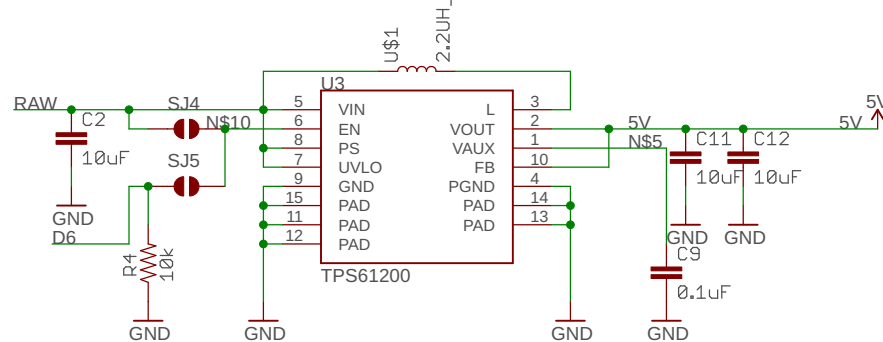 U$1
2.2UH_
U3
RAW
C2
10uF
GND
SJ4
N$10
SJ5
D6
R4
10k
GND
5 VIN
6 EN
8 PS
7 UVLO
9 GND
15 PAD
11 PAD
12 PAD
L 3
VOUT 2
VAUX 1
FB 10
PGND 4
PAD 14
PAD 13
TPS61200
GND
GND
5V
N$5
C11
10uF
GND
C12
10uF
GND
C9
0.1uF
GND
5V
5V